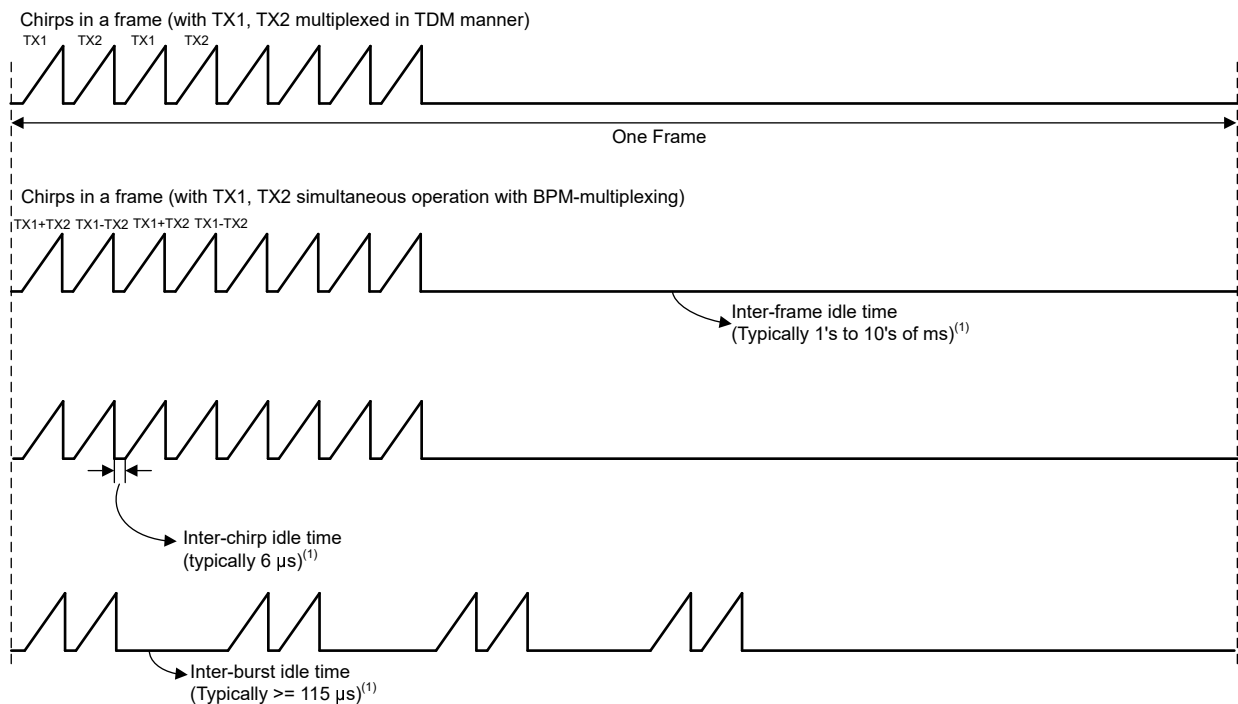 Chirps in a frame (with TX1, TX2 multiplexed in TDM manner)
TX1 TX2 TX1 TX2
One Frame
Chirps in a frame (with TX1, TX2 simultaneous operation with BPM-multiplexing)
TX1+TX2 TX1-TX2 TX1+TX2 TX1-TX2
Inter-frame idle time
(Typically 1's to 10's of ms)(1)
Inter-chirp idle time
(typically 6 µs)(1)
Inter-burst idle time
(Typically >= 115 µs)(1)